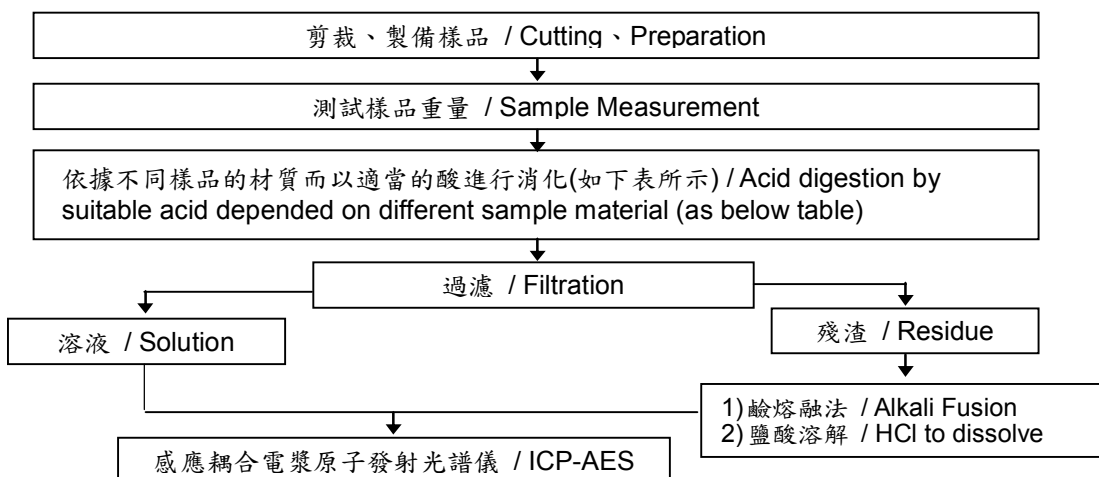 剪裁、製備樣品 / Cutting、Preparation
測試樣品重量 / Sample Measurement
依據不同樣品的材質而以適當的酸進行消化(如下表所示) / Acid digestion by
suitable acid depended on different sample material (as below table)
過濾 / Filtration
溶液 / Solution
殘渣 / Residue
1)鹼熔融法 / Alkali Fusion
2)鹽酸溶解 / HCl to dissolve
感應耦合電漿原子發射光譜儀 / ICP-AES